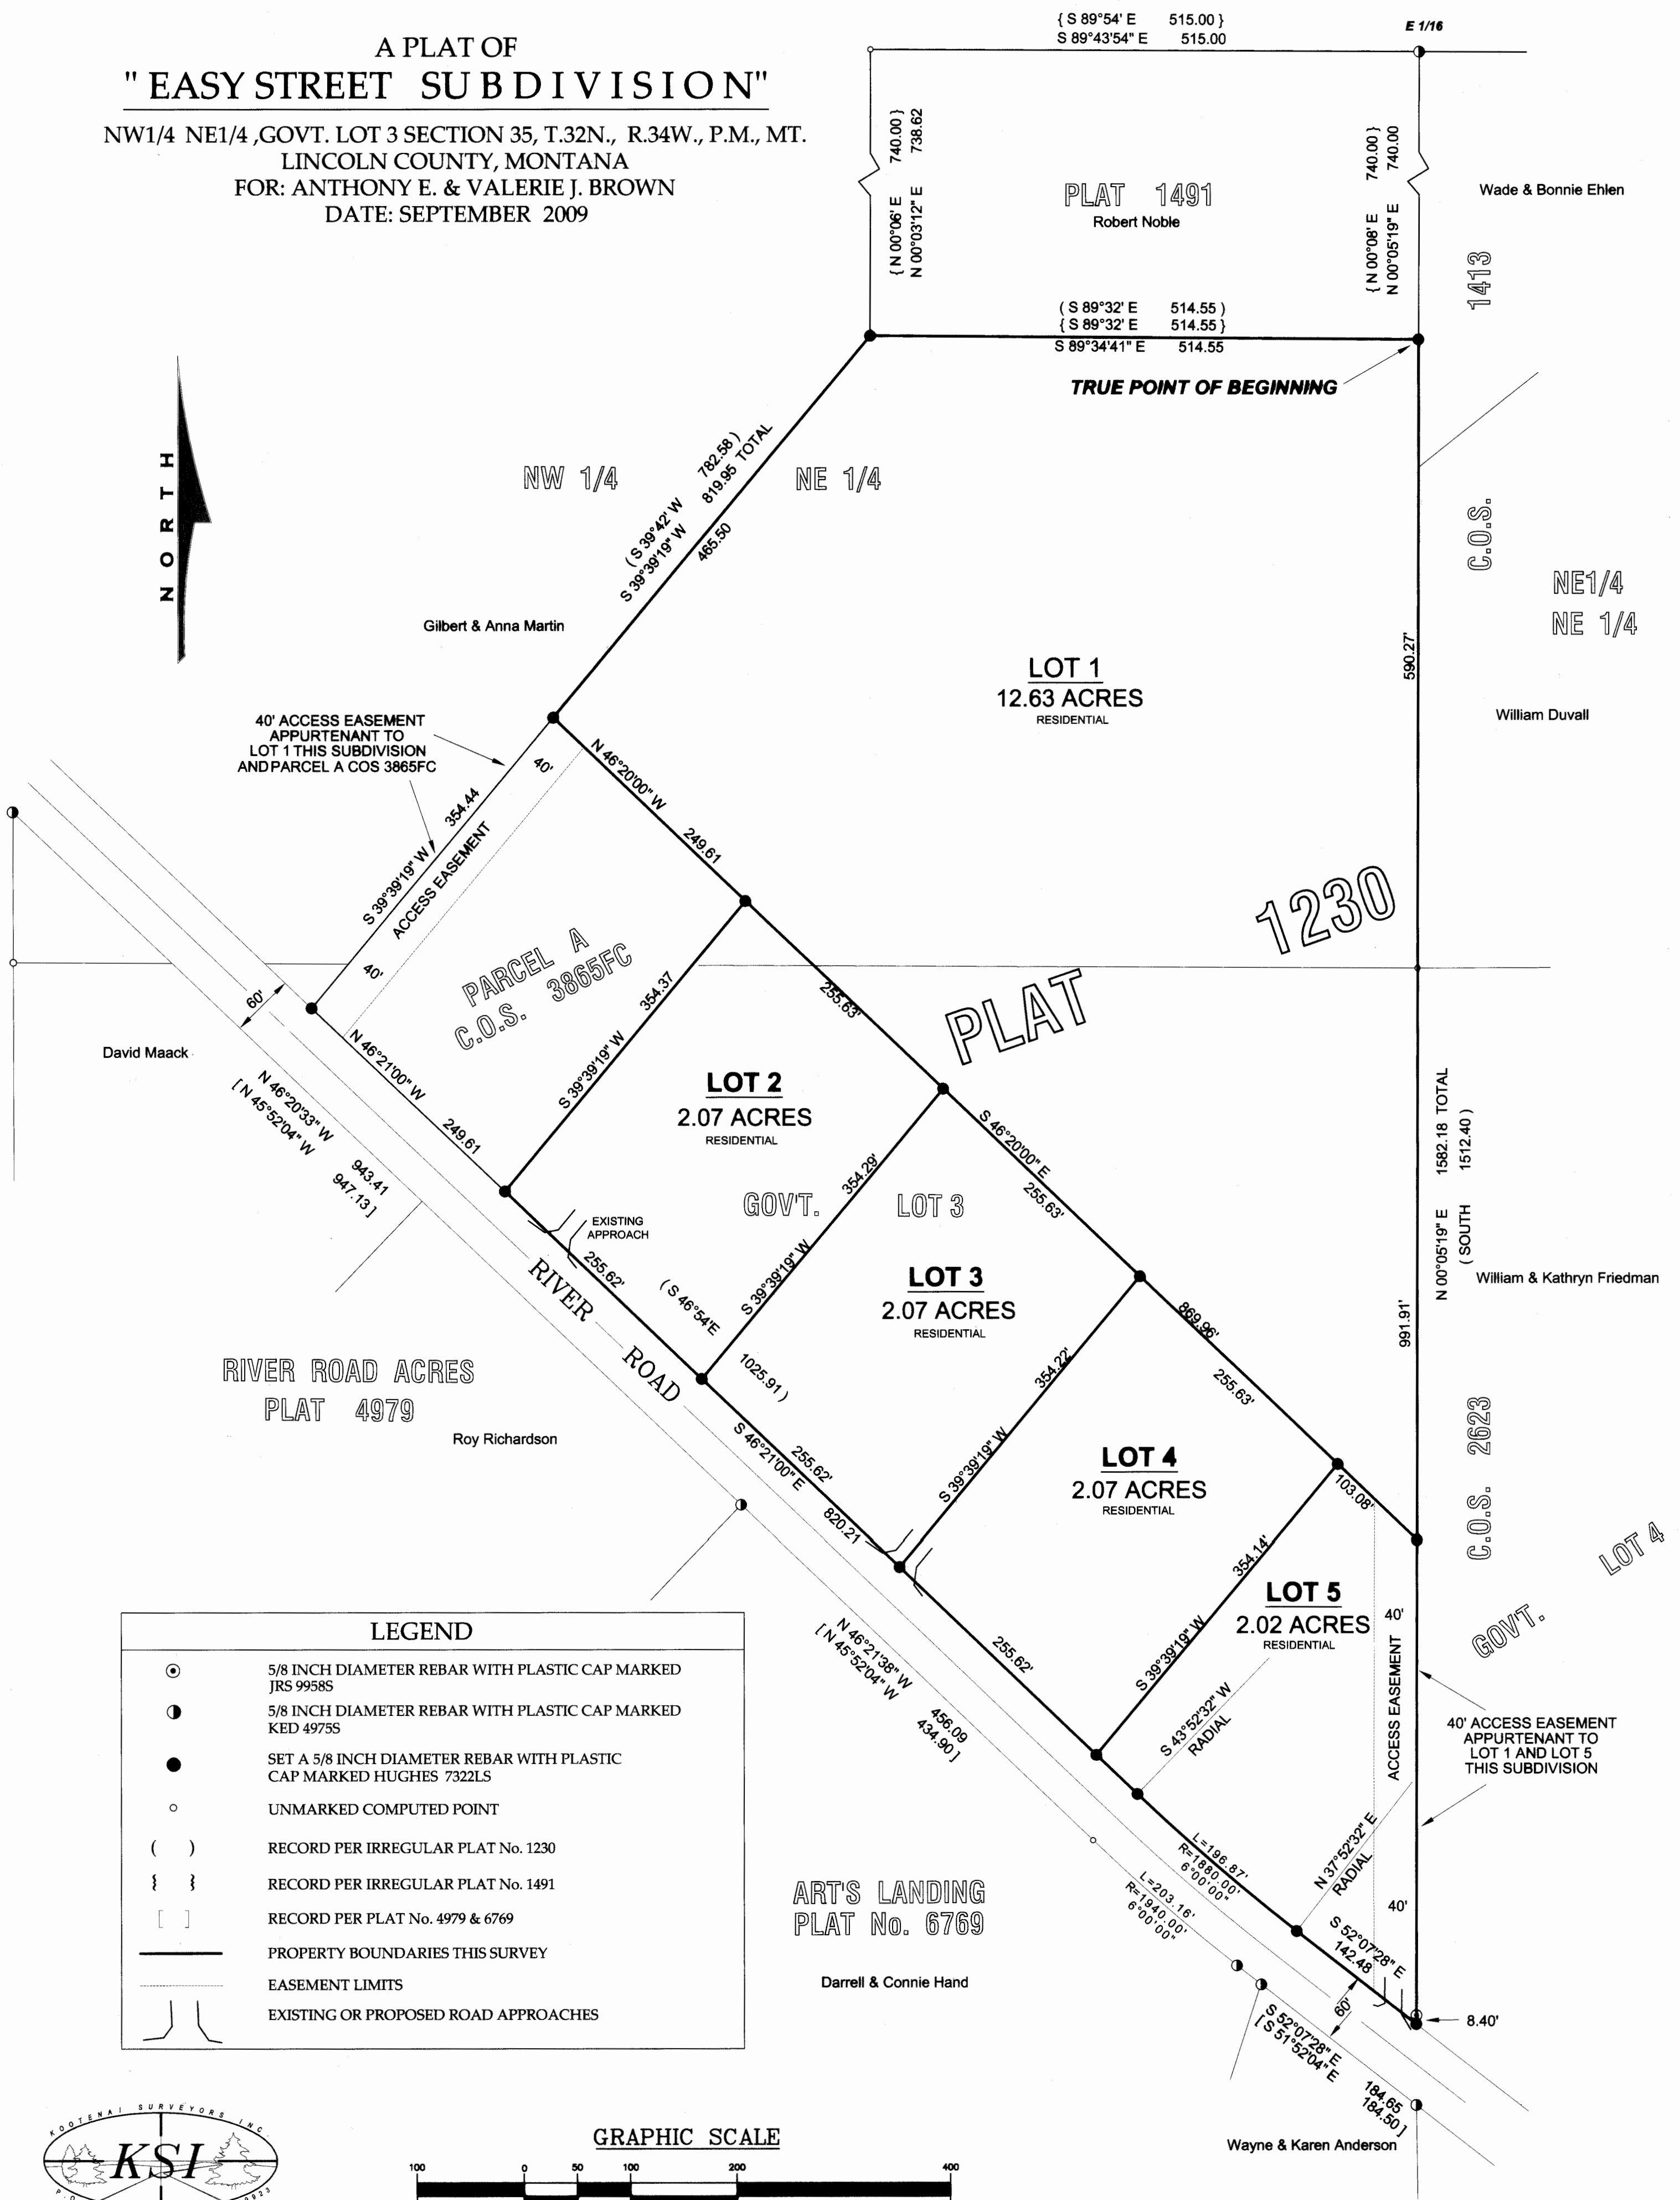 A PLAT OF
"EASY STREET SUBDIVISION"
NW1/4 NE1/4 ,GOVT. LOT 3 SECTION 35, T.32N., R.34W., P.M., MT.
LINCOLN COUNTY, MONTANA
FOR: ANTHONY E. & VALERIE J. BROWN
DATE: SEPTEMBER 2009
{ S 89°54' E 515.00 }
S 89°43'54" E 515.00
E 1/16
{ N 00°06' E 740.00 }
N 00°03'12" E 738.62
PLAT 1491
Robert Noble
{ N 00°08' E 740.00 }
N 00°05'19" E 740.00
Wade & Bonnie Ehlen
1413
C.O.S.
( S 89°32' E 514.55 )
{ S 89°32' E 514.55 }
S 89°34'41" E 514.55
TRUE POINT OF BEGINNING
NORTH
NW 1/4
NE 1/4
( S 39°42' W 782.58 )
S 39°39'19" W 819.95 TOTAL
465.50
NE1/4
NE 1/4
Gilbert & Anna Martin
590.27'
LOT 1
12.63 ACRES
RESIDENTIAL
William Duvall
40' ACCESS EASEMENT
APPURTENANT TO
LOT 1 THIS SUBDIVISION
AND PARCEL A COS 3865FC
40'
N 46°20'00" W 249.61
S 39°39'19" W 354.44
ACCESS EASEMENT
40'
60'
PARCEL A
C.O.S. 3865FC
S 39°39'19" W 354.37
255.63'
PLAT 1230
David Maack
N 46°21'00" W 249.61
N 46°20'33" W 943.41
[ N 45°52'04" W 947.13 ]
LOT 2
2.07 ACRES
RESIDENTIAL
S 46°20'00" E
255.63'
N 00°05'19" E 1582.18 TOTAL
( SOUTH 1512.40 )
GOV'T. LOT 3
EXISTING
APPROACH
255.62'
S 39°39'19" W 354.29'
( S 46°54'E 1025.91 )
RIVER ROAD
LOT 3
2.07 ACRES
RESIDENTIAL
869.96'
255.63'
991.91'
William & Kathryn Friedman
RIVER ROAD ACRES
PLAT 4979
Roy Richardson
S 46°21'00" E
255.62'
820.21
S 39°39'19" W 354.22'
LOT 4
2.07 ACRES
RESIDENTIAL
103.08'
C.O.S. 2623
GOV'T. LOT 4
N 46°21'38" W 456.09
[ N 45°52'04" W 434.90 ]
255.62'
S 39°39'19" W 354.14'
LOT 5
2.02 ACRES
RESIDENTIAL
40'
ACCESS EASEMENT
40' ACCESS EASEMENT
APPURTENANT TO
LOT 1 AND LOT 5
THIS SUBDIVISION
S 43°52'32" W
RADIAL
N 37°52'32" E
RADIAL
40'
L=196.87'
R=1880.00'
6°00'00"
L=203.16'
R=1940.00'
6°00'00"
S 52°07'28" E
142.48
60'
8.40'
S 52°07'28" E 184.65
[ S 51°52'04" E 184.50 ]
ART'S LANDING
PLAT No. 6769
Darrell & Connie Hand
Wayne & Karen Anderson
LEGEND
5/8 INCH DIAMETER REBAR WITH PLASTIC CAP MARKED
JRS 9958S
5/8 INCH DIAMETER REBAR WITH PLASTIC CAP MARKED
KED 4975S
SET A 5/8 INCH DIAMETER REBAR WITH PLASTIC
CAP MARKED HUGHES 7322LS
UNMARKED COMPUTED POINT
( ) RECORD PER IRREGULAR PLAT No. 1230
{ } RECORD PER IRREGULAR PLAT No. 1491
[ ] RECORD PER PLAT No. 4979 & 6769
PROPERTY BOUNDARIES THIS SURVEY
EASEMENT LIMITS
EXISTING OR PROPOSED ROAD APPROACHES
KOOTENAI SURVEYORS INC.
KSI
GRAPHIC SCALE
100 0 50 100 200 400